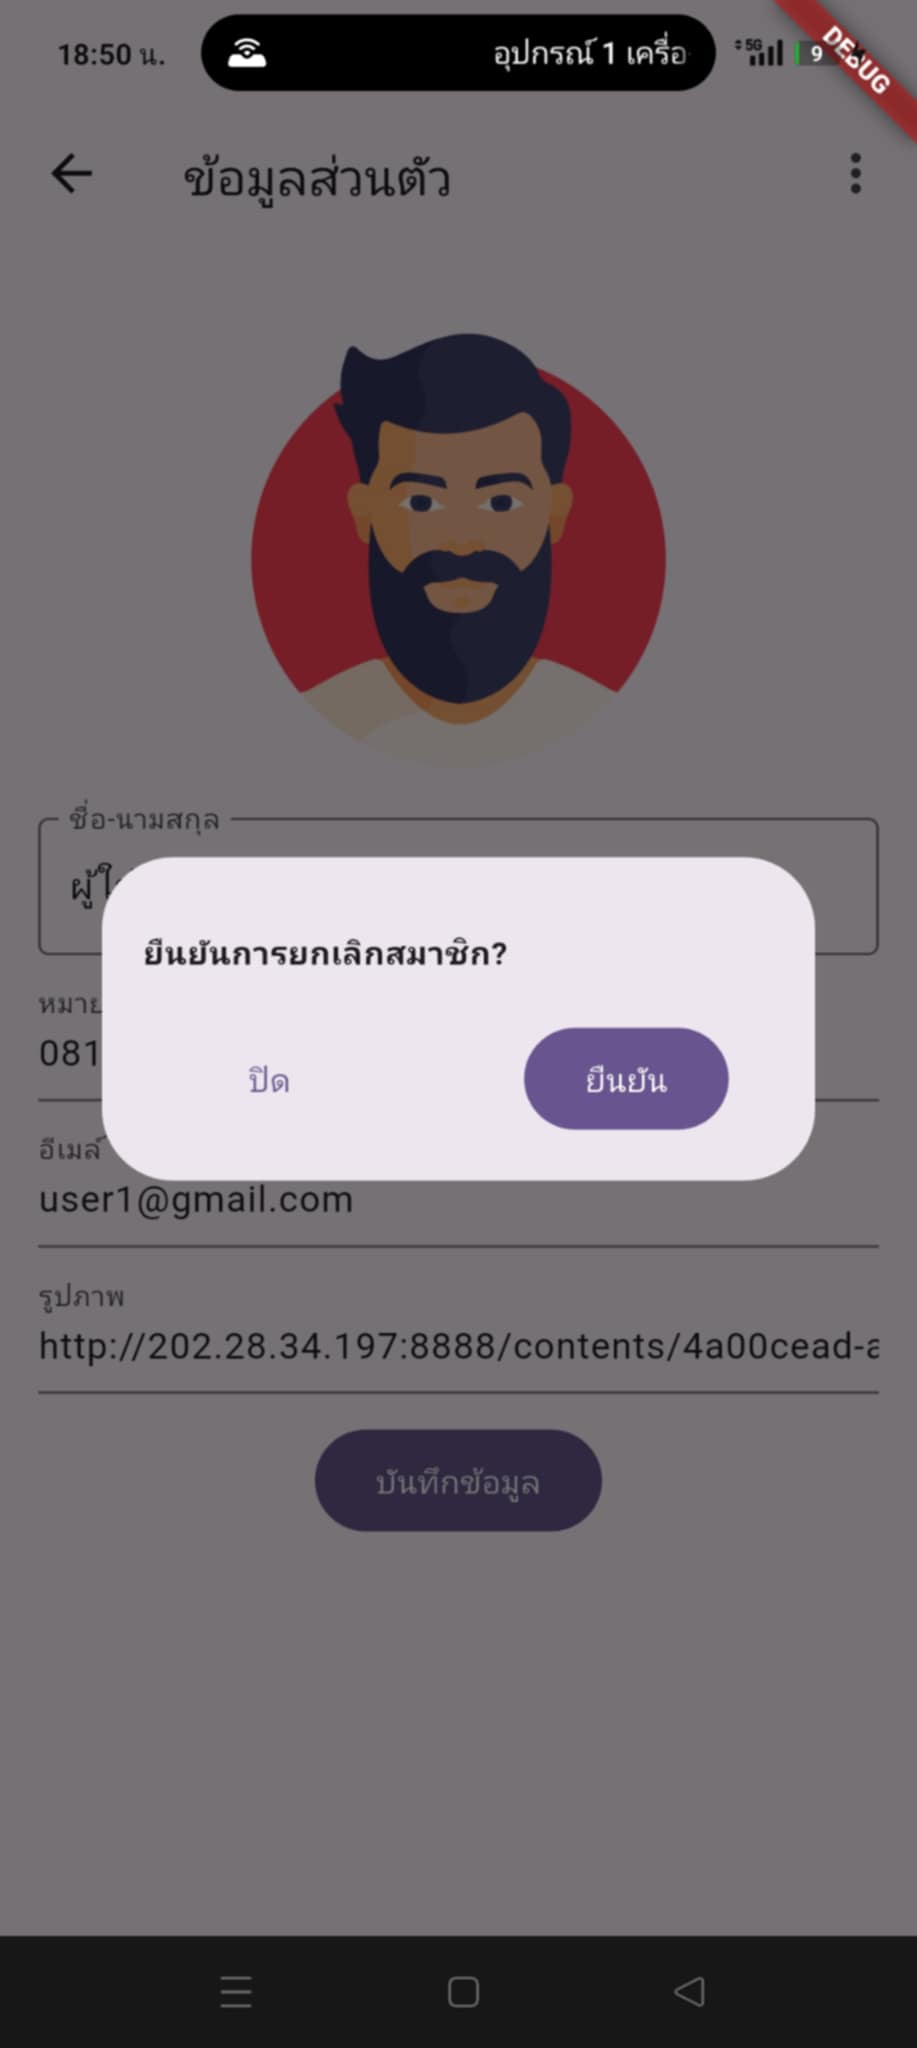 18:50 น.
อุปกรณ์ 1 เครื่อ
5G
9
DEBUG
ข้อมูลส่วนตัว
ชื่อ-นามสกุล
ผู้ใ
ยืนยันการยกเลิกสมาชิก?
หมาย
081
ปิด
ยืนยัน
อีเมล์
user1@gmail.com
รูปภาพ
http://202.28.34.197:8888/contents/4a00cead-a
บันทึกข้อมูล